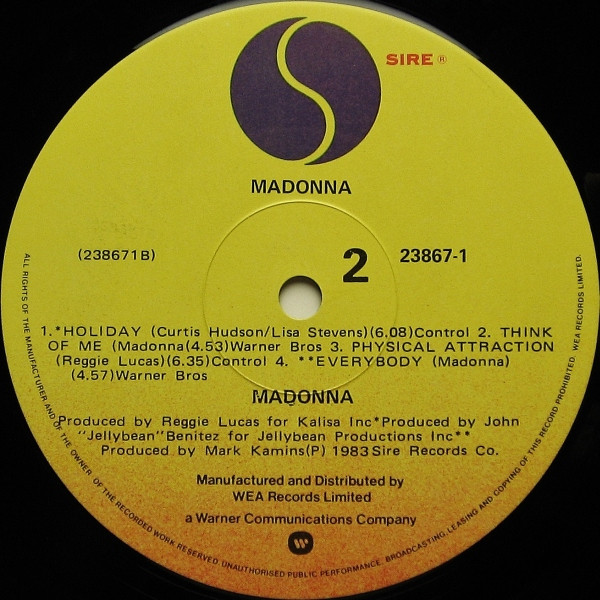 SIRE ®
MADONNA
(238671B)
2
23867-1
1.*HOLIDAY (Curtis Hudson/Lisa Stevens)(6.08)Control 2. THINK
OF ME (Madonna(4.53)Warner Bros 3. PHYSICAL ATTRACTION
(Reggie Lucas)(6.35)Control 4. **EVERYBODY (Madonna)
(4.57)Warner Bros
MADONNA
Produced by Reggie Lucas for Kalisa Inc*Produced by John
"Jellybean"Benitez for Jellybean Productions Inc**
Produced by Mark Kamins(P) 1983 Sire Records Co.
Manufactured and Distributed by
WEA Records Limited
a Warner Communications Company
ALL RIGHTS OF THE MANUFACTURER AND OF THE OWNER OF THE RECORDED WORK RESERVED. UNAUTHORISED PUBLIC PERFORMANCE, BROADCASTING, LEASING AND COPYING OF THIS RECORD PROHIBITED. WEA RECORDS LIMITED.